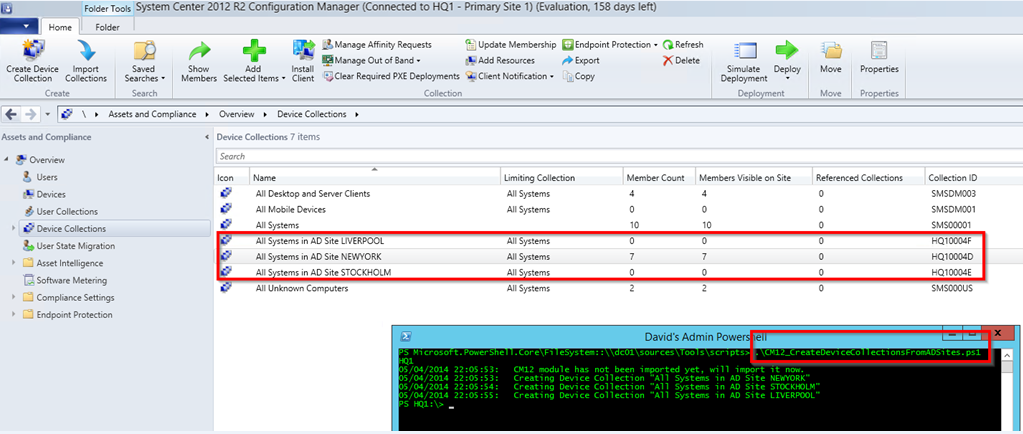 Folder Tools
System Center 2012 R2 Configuration Manager (Connected to HQ1 - Primary Site 1) (Evaluation, 158 days left)
Home
Folder
Create Device Collection
Import Collections
Saved Searches
Show Members
Add Selected Items
Install Client
Manage Affinity Requests
Manage Out of Band
Clear Required PXE Deployments
Update Membership
Add Resources
Client Notification
Endpoint Protection
Export
Copy
Refresh
Delete
Simulate Deployment
Deploy
Move
Properties
Create
Search
Collection
Deployment
Move
Properties
\ Assets and Compliance Overview Device Collections
Assets and Compliance
Overview
Users
Devices
User Collections
Device Collections
User State Migration
Asset Intelligence
Software Metering
Compliance Settings
Endpoint Protection
Device Collections 7 items
Search
Icon Name Limiting Collection Member Count Members Visible on Site Referenced Collections Collection ID
All Desktop and Server Clients All Systems 4 4 0 SMSDM003
All Mobile Devices All Systems 0 0 0 SMSDM001
All Systems 10 10 0 SMS00001
All Systems in AD Site LIVERPOOL All Systems 0 0 0 HQ10004F
All Systems in AD Site NEWYORK All Systems 7 7 0 HQ10004D
All Systems in AD Site STOCKHOLM All Systems 0 0 0 HQ10004E
All Unknown Computers All Systems 2 2 0 SMS000US
David's Admin Powershell
PS Microsoft.PowerShell.Core\FileSystem::\\dc01\sources\Tools\scripts> .\CM12_CreateDeviceCollectionsFromADSites.ps1
HQ1
05/04/2014 22:05:53: CM12 module has not been imported yet, will import it now.
05/04/2014 22:05:53: Creating Device Collection "All Systems in AD Site NEWYORK"
05/04/2014 22:05:54: Creating Device Collection "All Systems in AD Site STOCKHOLM"
05/04/2014 22:05:55: Creating Device Collection "All Systems in AD Site LIVERPOOL"
PS HQ1:\> _